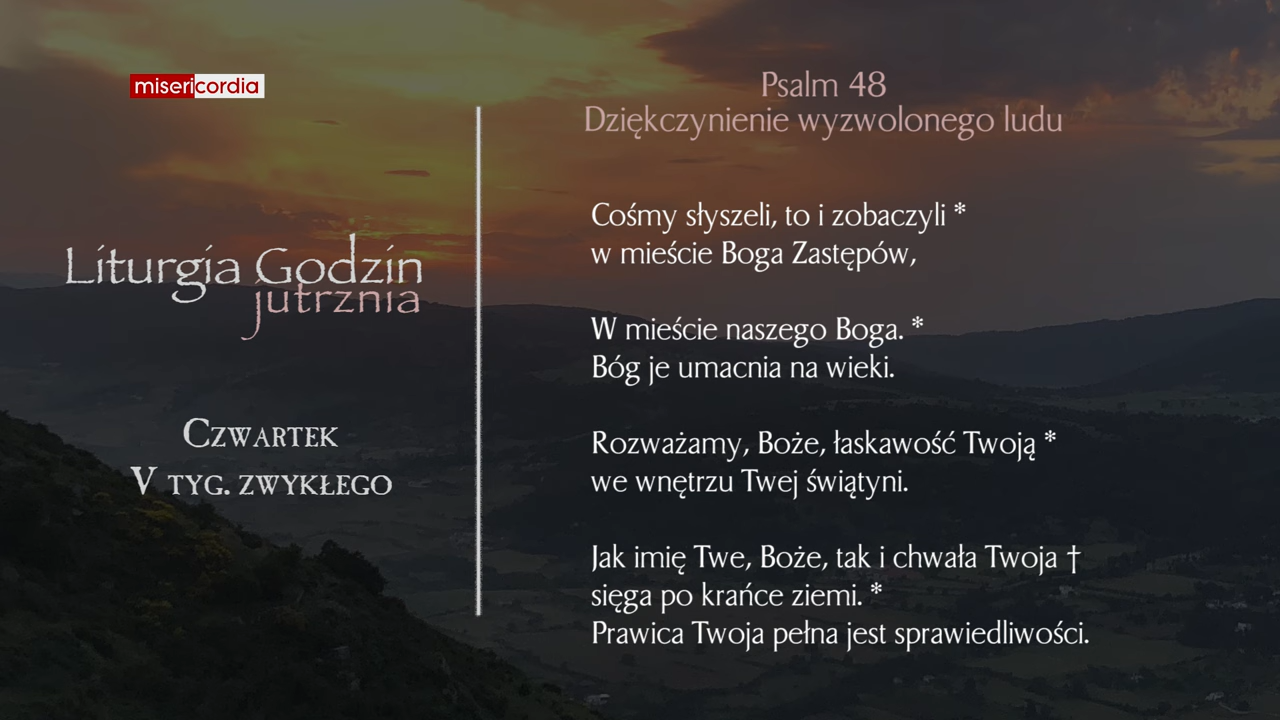 misericordia
Liturgia Godzin
jutrznia
Czwartek
V tyg. zwykłego
Psalm 48
Dziękczynienie wyzwolonego ludu
Cośmy słyszeli, to i zobaczyli *
w mieście Boga Zastępów,
W mieście naszego Boga. *
Bóg je umacnia na wieki.
Rozważamy, Boże, łaskawość Twoją *
we wnętrzu Twej świątyni.
Jak imię Twe, Boże, tak i chwała Twoja †
sięga po krańce ziemi. *
Prawica Twoja pełna jest sprawiedliwości.